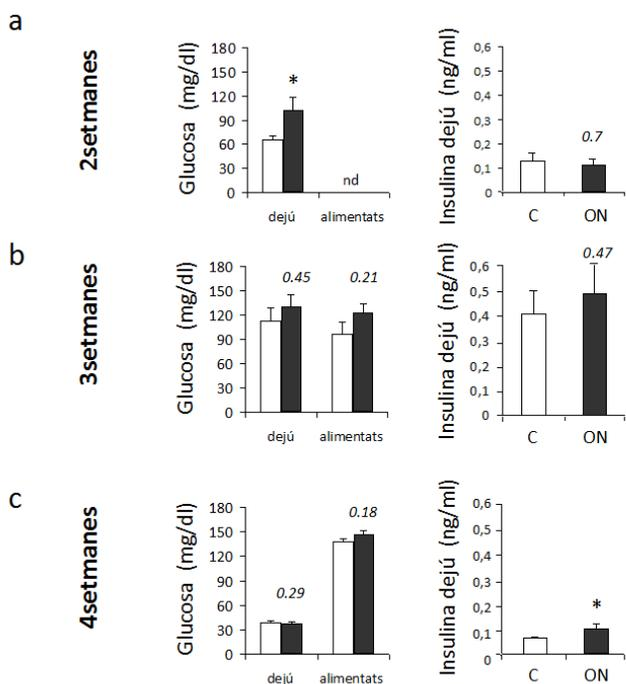 a
2setmanes
Glucosa (mg/dl)
180
150
120
90
60
30
0
*
nd
dejú
alimentats
Insulina dejú (ng/ml)
0,6
0,5
0,4
0,3
0,2
0,1
0
0.7
C
ON
b
3setmanes
Glucosa (mg/dl)
180
150
120
90
60
30
0
0.45
0.21
dejú
alimentats
Insulina dejú (ng/ml)
0,6
0,5
0,4
0,3
0,2
0,1
0
0.47
C
ON
c
4setmanes
Glucosa (mg/dl)
180
150
120
90
60
30
0
0.29
0.18
dejú
alimentats
Insulina dejú (ng/ml)
0,6
0,5
0,4
0,3
0,2
0,1
0
*
C
ON